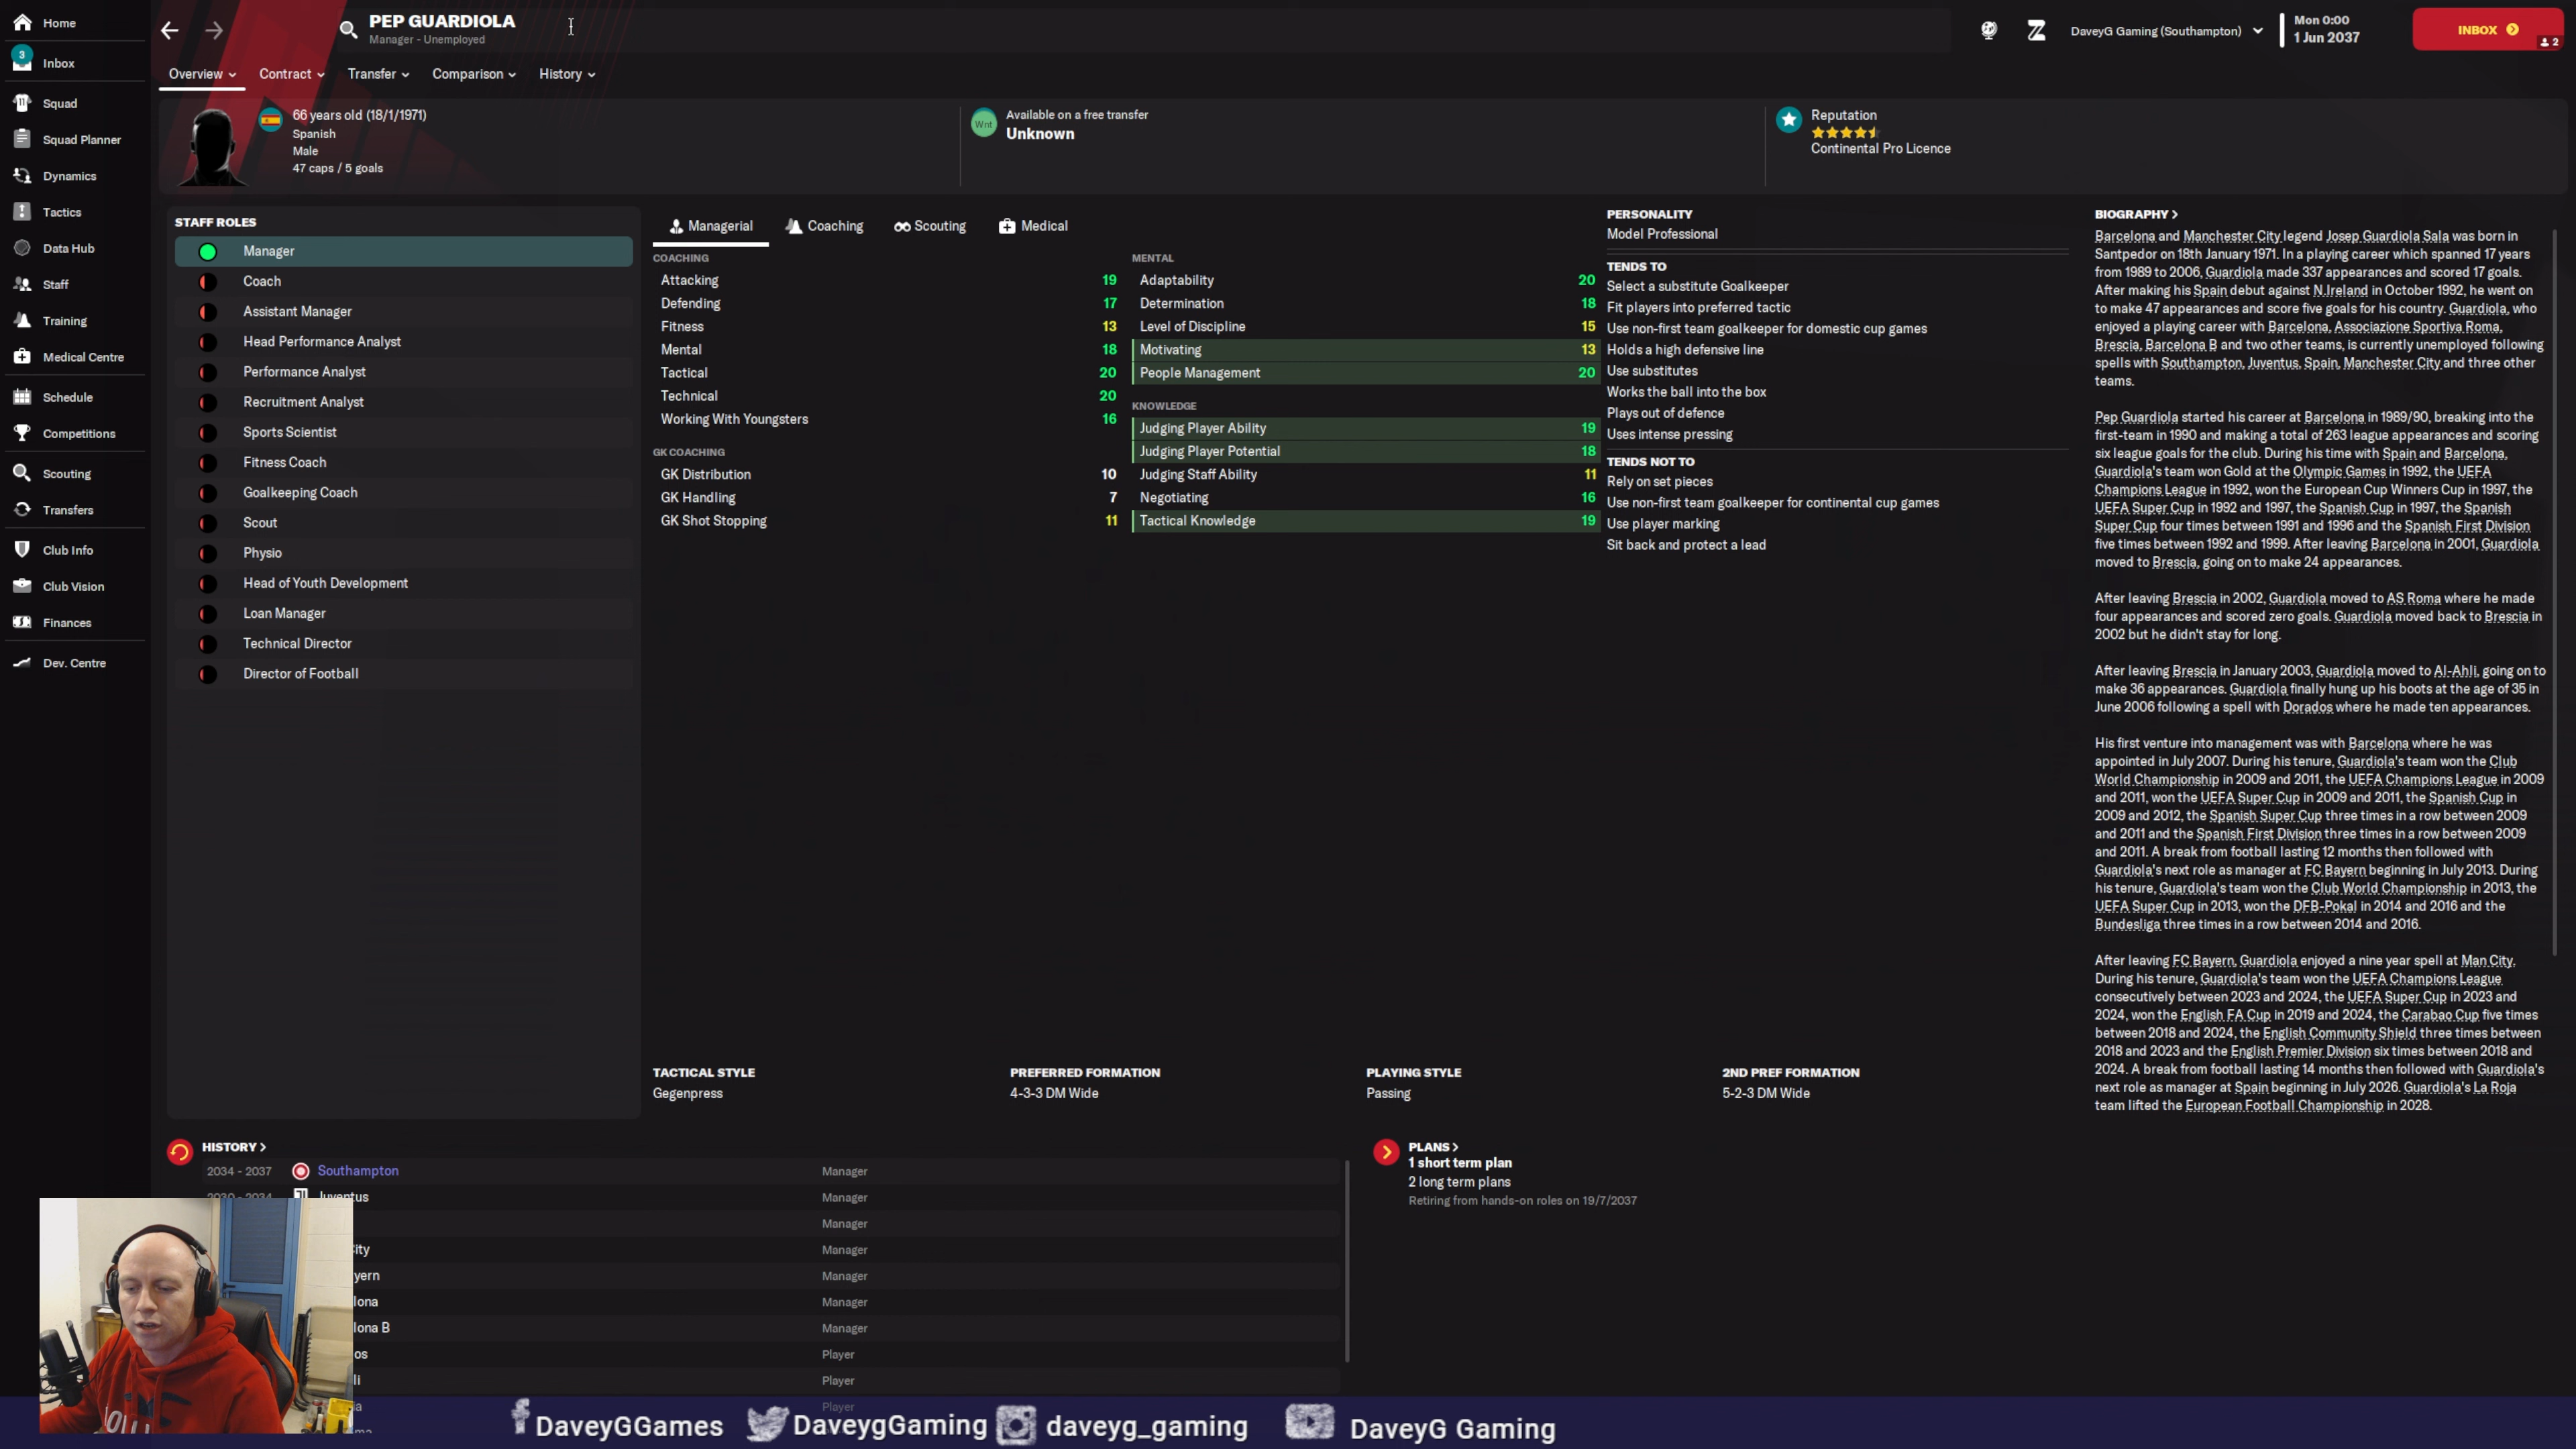 Home
3
Inbox
Squad
Squad Planner
Dynamics
Tactics
Data Hub
Staff
Training
Medical Centre
Schedule
Competitions
Scouting
Transfers
Club Info
Club Vision
Finances
Dev. Centre
PEP GUARDIOLA
Manager - Unemployed
DaveyG Gaming (Southampton)
Mon 0:00
1 Jun 2037
INBOX
2
Overview Contract Transfer Comparison History
66 years old (18/1/1971)
Spanish
Male
47 caps / 5 goals
Wnt
Available on a free transfer
Unknown
Reputation
Continental Pro Licence
STAFF ROLES
Manager
Coach
Assistant Manager
Head Performance Analyst
Performance Analyst
Recruitment Analyst
Sports Scientist
Fitness Coach
Goalkeeping Coach
Scout
Physio
Head of Youth Development
Loan Manager
Technical Director
Director of Football
Managerial Coaching Scouting Medical
COACHING
Attacking 19
Defending 17
Fitness 13
Mental 18
Tactical 20
Technical 20
Working With Youngsters 16
GK COACHING
GK Distribution 10
GK Handling 7
GK Shot Stopping 11
MENTAL
Adaptability 20
Determination 18
Level of Discipline 15
Motivating 13
People Management 20
KNOWLEDGE
Judging Player Ability 19
Judging Player Potential 18
Judging Staff Ability 11
Negotiating 16
Tactical Knowledge 19
PERSONALITY
Model Professional
TENDS TO
Select a substitute Goalkeeper
Fit players into preferred tactic
Use non-first team goalkeeper for domestic cup games
Holds a high defensive line
Use substitutes
Works the ball into the box
Plays out of defence
Uses intense pressing
TENDS NOT TO
Rely on set pieces
Use non-first team goalkeeper for continental cup games
Use player marking
Sit back and protect a lead
BIOGRAPHY >
Barcelona and Manchester City legend Josep Guardiola Sala was born in
Santpedor on 18th January 1971. In a playing career which spanned 17 years
from 1989 to 2006, Guardiola made 337 appearances and scored 17 goals.
After making his Spain debut against N.Ireland in October 1992, he went on
to make 47 appearances and score five goals for his country. Guardiola, who
enjoyed a playing career with Barcelona, Associazione Sportiva Roma,
Brescia, Barcelona B and two other teams, is currently unemployed following
spells with Southampton, Juventus, Spain, Manchester City and three other
teams.
Pep Guardiola started his career at Barcelona in 1989/90, breaking into the
first-team in 1990 and making a total of 263 league appearances and scoring
six league goals for the club. During his time with Spain and Barcelona,
Guardiola's team won Gold at the Olympic Games in 1992, the UEFA
Champions League in 1992, won the European Cup Winners Cup in 1997, the
UEFA Super Cup in 1992 and 1997, the Spanish Cup in 1997, the Spanish
Super Cup four times between 1991 and 1996 and the Spanish First Division
five times between 1992 and 1999. After leaving Barcelona in 2001, Guardiola
moved to Brescia, going on to make 24 appearances.
After leaving Brescia in 2002, Guardiola moved to AS Roma where he made
four appearances and scored zero goals. Guardiola moved back to Brescia in
2002 but he didn't stay for long.
After leaving Brescia in January 2003, Guardiola moved to Al-Ahli, going on to
make 36 appearances. Guardiola finally hung up his boots at the age of 35 in
June 2006 following a spell with Dorados where he made ten appearances.
His first venture into management was with Barcelona where he was
appointed in July 2007. During his tenure, Guardiola's team won the Club
World Championship in 2009 and 2011, the UEFA Champions League in 2009
and 2011, won the UEFA Super Cup in 2009 and 2011, the Spanish Cup in
2009 and 2012, the Spanish Super Cup three times in a row between 2009
and 2011 and the Spanish First Division three times in a row between 2009
and 2011. A break from football lasting 12 months then followed with
Guardiola's next role as manager at FC Bayern beginning in July 2013. During
his tenure, Guardiola's team won the Club World Championship in 2013, the
UEFA Super Cup in 2013, won the DFB-Pokal in 2014 and 2016 and the
Bundesliga three times in a row between 2014 and 2016.
After leaving FC Bayern, Guardiola enjoyed a nine year spell at Man City.
During his tenure, Guardiola's team won the UEFA Champions League
consecutively between 2023 and 2024, the UEFA Super Cup in 2023 and
2024, won the English FA Cup in 2019 and 2024, the Carabao Cup five times
between 2018 and 2024, the English Community Shield three times between
2018 and 2023 and the English Premier Division six times between 2018 and
2024. A break from football lasting 14 months then followed with Guardiola's
next role as manager at Spain beginning in July 2026. Guardiola's La Roja
team lifted the European Football Championship in 2028.
TACTICAL STYLE
Gegenpress
PREFERRED FORMATION
4-3-3 DM Wide
PLAYING STYLE
Passing
2ND PREF FORMATION
5-2-3 DM Wide
HISTORY >
2034 - 2037 Southampton Manager
Juventus Manager
Manager
City Manager
yern Manager
lona Manager
lona B Manager
os Player
li Player
ia Player
PLANS >
1 short term plan
2 long term plans
Retiring from hands-on roles on 19/7/2037
DaveyGGames DaveygGaming daveyg_gaming DaveyG Gaming